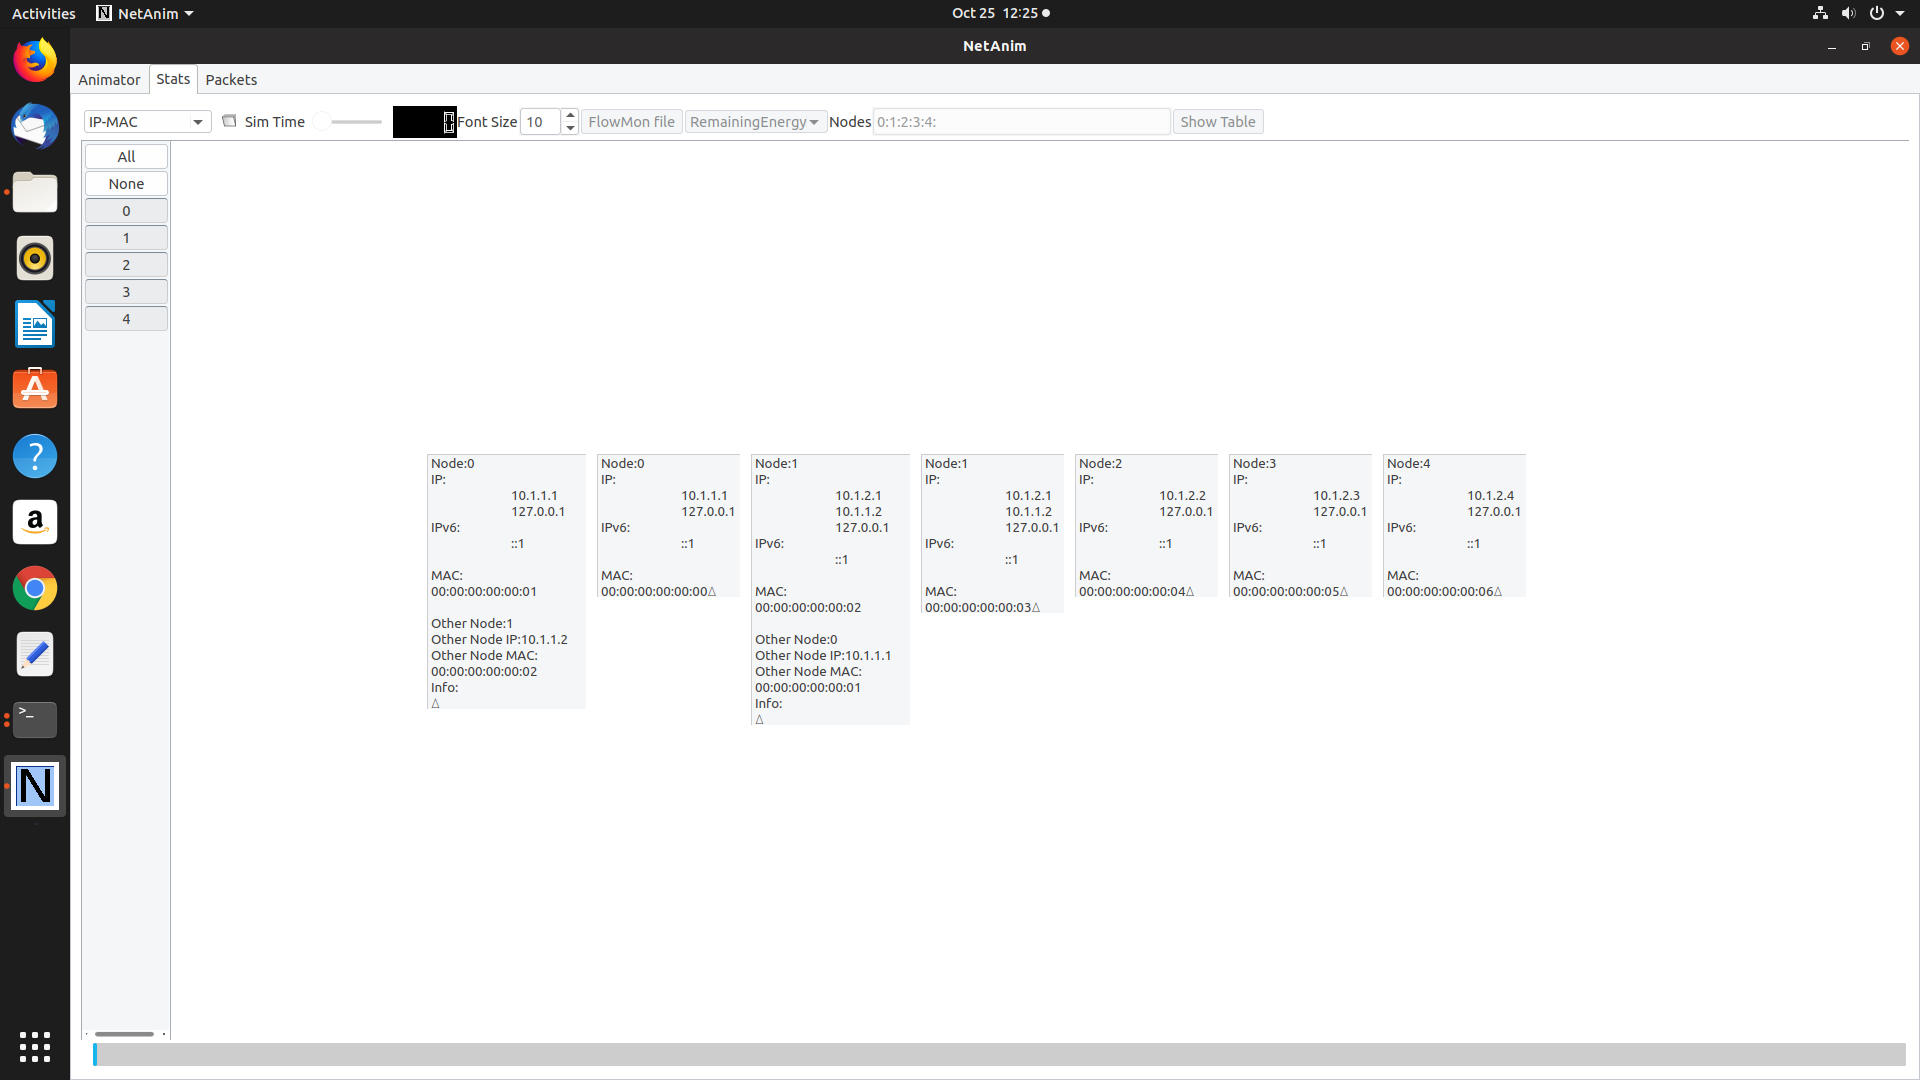 Activities
NetAnim
Oct 25 12:25
NetAnim
Animator
Stats
Packets
IP-MAC
Sim Time
Font Size
10
FlowMon file
RemainingEnergy
Nodes
0:1:2:3:4:
Show Table
All
None
0
1
2
3
4
Node:0
IP:
10.1.1.1
127.0.0.1
IPv6:
::1
MAC:
00:00:00:00:00:01
Other Node:1
Other Node IP:10.1.1.2
Other Node MAC:
00:00:00:00:00:02
Info:
Node:0
IP:
10.1.1.1
127.0.0.1
IPv6:
::1
MAC:
00:00:00:00:00:00
Node:1
IP:
10.1.2.1
10.1.1.2
127.0.0.1
IPv6:
::1
MAC:
00:00:00:00:00:02
Other Node:0
Other Node IP:10.1.1.1
Other Node MAC:
00:00:00:00:00:01
Info:
Node:1
IP:
10.1.2.1
10.1.1.2
127.0.0.1
IPv6:
::1
MAC:
00:00:00:00:00:03
Node:2
IP:
10.1.2.2
127.0.0.1
IPv6:
::1
MAC:
00:00:00:00:00:04
Node:3
IP:
10.1.2.3
127.0.0.1
IPv6:
::1
MAC:
00:00:00:00:00:05
Node:4
IP:
10.1.2.4
127.0.0.1
IPv6:
::1
MAC:
00:00:00:00:00:06